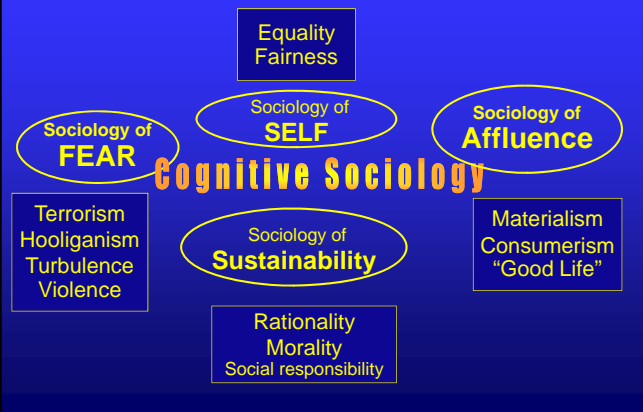 Equality
Fairness
Sociology of
SELF
Sociology of
FEAR
Sociology of
Affluence
Cognitive Sociology
Terrorism
Hooliganism
Turbulence
Violence
Sociology of
Sustainability
Materialism
Consumerism
“Good Life”
Rationality
Morality
Social responsibility